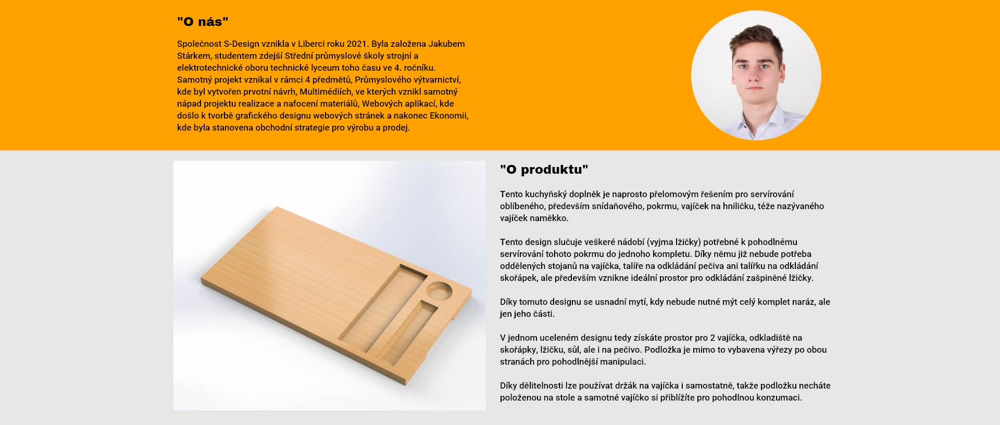 "O nás"
Společnost S-Design vznikla v Liberci roku 2021. Byla založena Jakubem
Stárkem, studentem zdejší Střední průmyslové školy strojní a
elektrotechnické oboru technické lyceum toho času ve 4. ročníku.
Samotný projekt vznikal v rámci 4 předmětů, Průmyslového výtvarnictví,
kde byl vytvořen prvotní návrh, Multimédiích, ve kterých vznikl samotný
nápad projektu realizace a nafocení materiálů, Webových aplikací, kde
došlo k tvorbě grafického designu webových stránek a nakonec Ekonomii,
kde byla stanovena obchodní strategie pro výrobu a prodej.
"O produktu"
Tento kuchyňský doplněk je naprosto přelomovým řešením pro servírování
oblíbeného, především snídaňového, pokrmu, vajíček na hniličku, téže nazývaného
vajíček naměkko.
Tento design slučuje veškeré nádobí (vyjma lžičky) potřebné k pohodlnému
servírování tohoto pokrmu do jednoho kompletu. Díky němu již nebude potřeba
oddělených stojanů na vajíčka, talíře na odkládání pečiva ani talířku na odkládání
skořápek, ale především vznikne ideální prostor pro odkládání zašpiněné lžičky.
Díky tomuto designu se usnadní mytí, kdy nebude nutné mýt celý komplet naráz, ale
jen jeho části.
V jednom uceleném designu tedy získáte prostor pro 2 vajíčka, odkladiště na
skořápky, lžičku, sůl, ale i na pečivo. Podložka je mimo to vybavena výřezy po obou
stranách pro pohodlnější manipulaci.
Díky dělitelnosti lze používat držák na vajíčka i samostatně, takže podložku necháte
položenou na stole a samotné vajíčko si přiblížíte pro pohodlnou konzumaci.